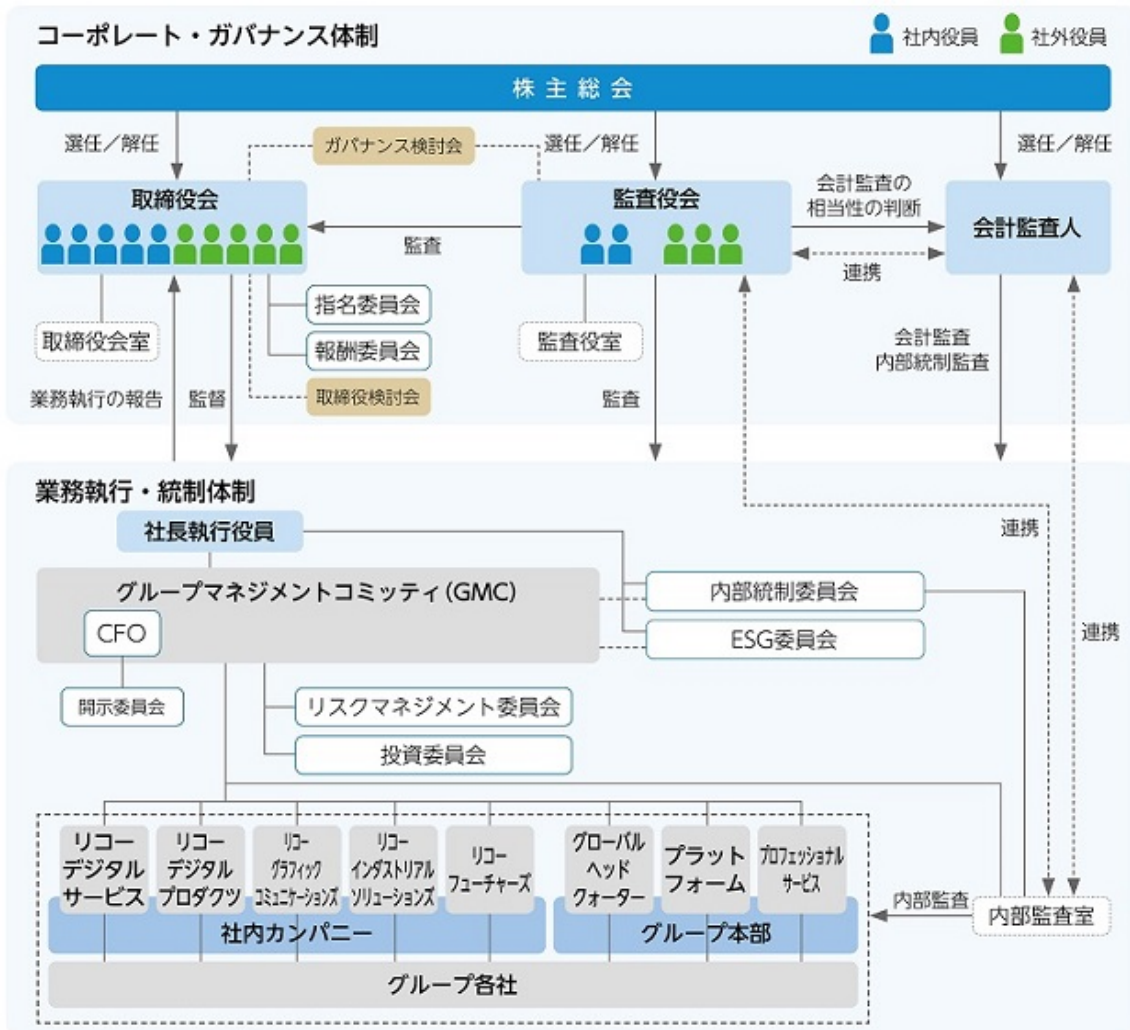 コーポレート・ガバナンス体制
社内役員
社外役員
株主総会
選任／解任
ガバナンス検討会
選任／解任
選任／解任
取締役会
監査役会
会計監査の
相当性の判断
会計監査人
監査
連携
指名委員会
取締役会室
報酬委員会
監査役室
会計監査
内部統制監査
業務執行の報告
監督
取締役検討会
監査
業務執行・統制体制
社長執行役員
連携
グループマネジメントコミッティ(GMC)
内部統制委員会
CFO
ESG委員会
連携
開示委員会
リスクマネジメント委員会
投資委員会
リコー
デジタル
サービス
リコー
デジタル
プロダクツ
リコー
グラフィック
コミュニケーションズ
リコー
インダストリアル
ソリューションズ
リコー
フューチャーズ
グローバル
ヘッド
クォーター
プラット
フォーム
プロフェッショナル
サービス
内部監査
内部監査室
社内カンパニー
グループ本部
グループ各社